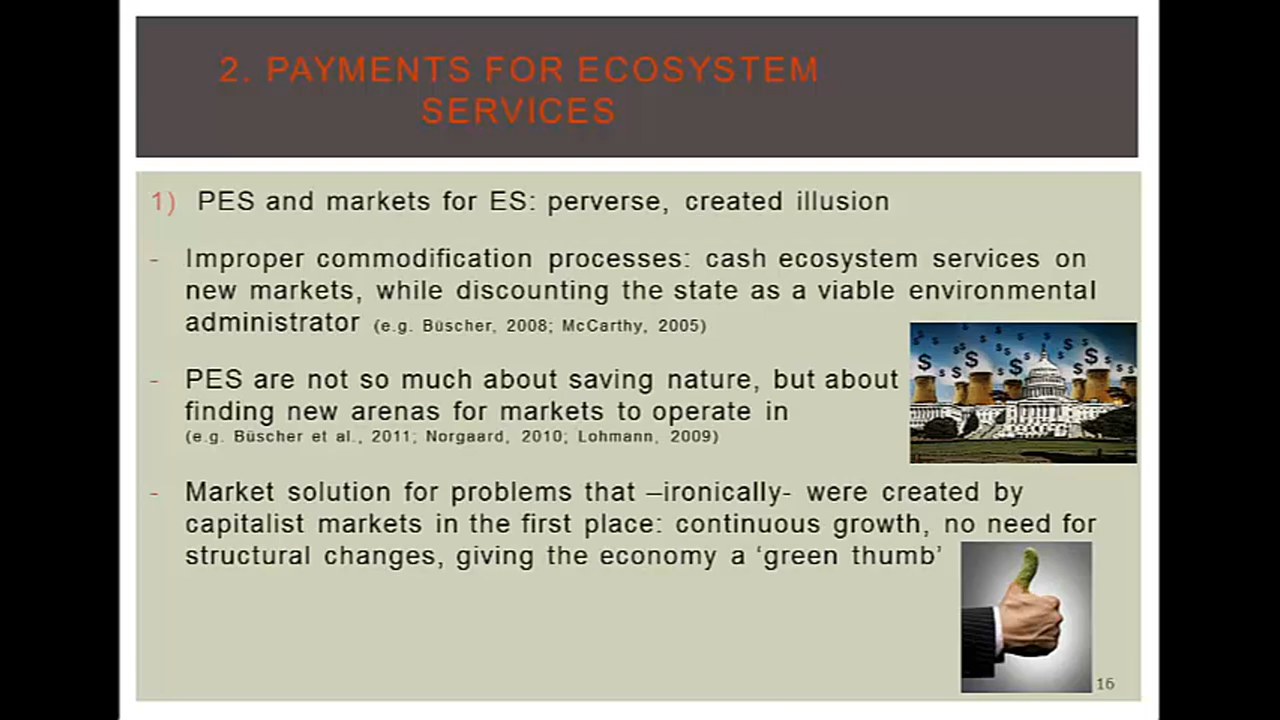 2. PAYMENTS FOR ECOSYSTEM
SERVICES
1) PES and markets for ES: perverse, created illusion
- Improper commodification processes: cash ecosystem services on
new markets, while discounting the state as a viable environmental
administrator (e.g. Büscher, 2008; McCarthy, 2005)
- PES are not so much about saving nature, but about
finding new arenas for markets to operate in
(e.g. Büscher et al., 2011; Norgaard, 2010; Lohmann, 2009)
- Market solution for problems that –ironically- were created by
capitalist markets in the first place: continuous growth, no need for
structural changes, giving the economy a ‘green thumb’
16